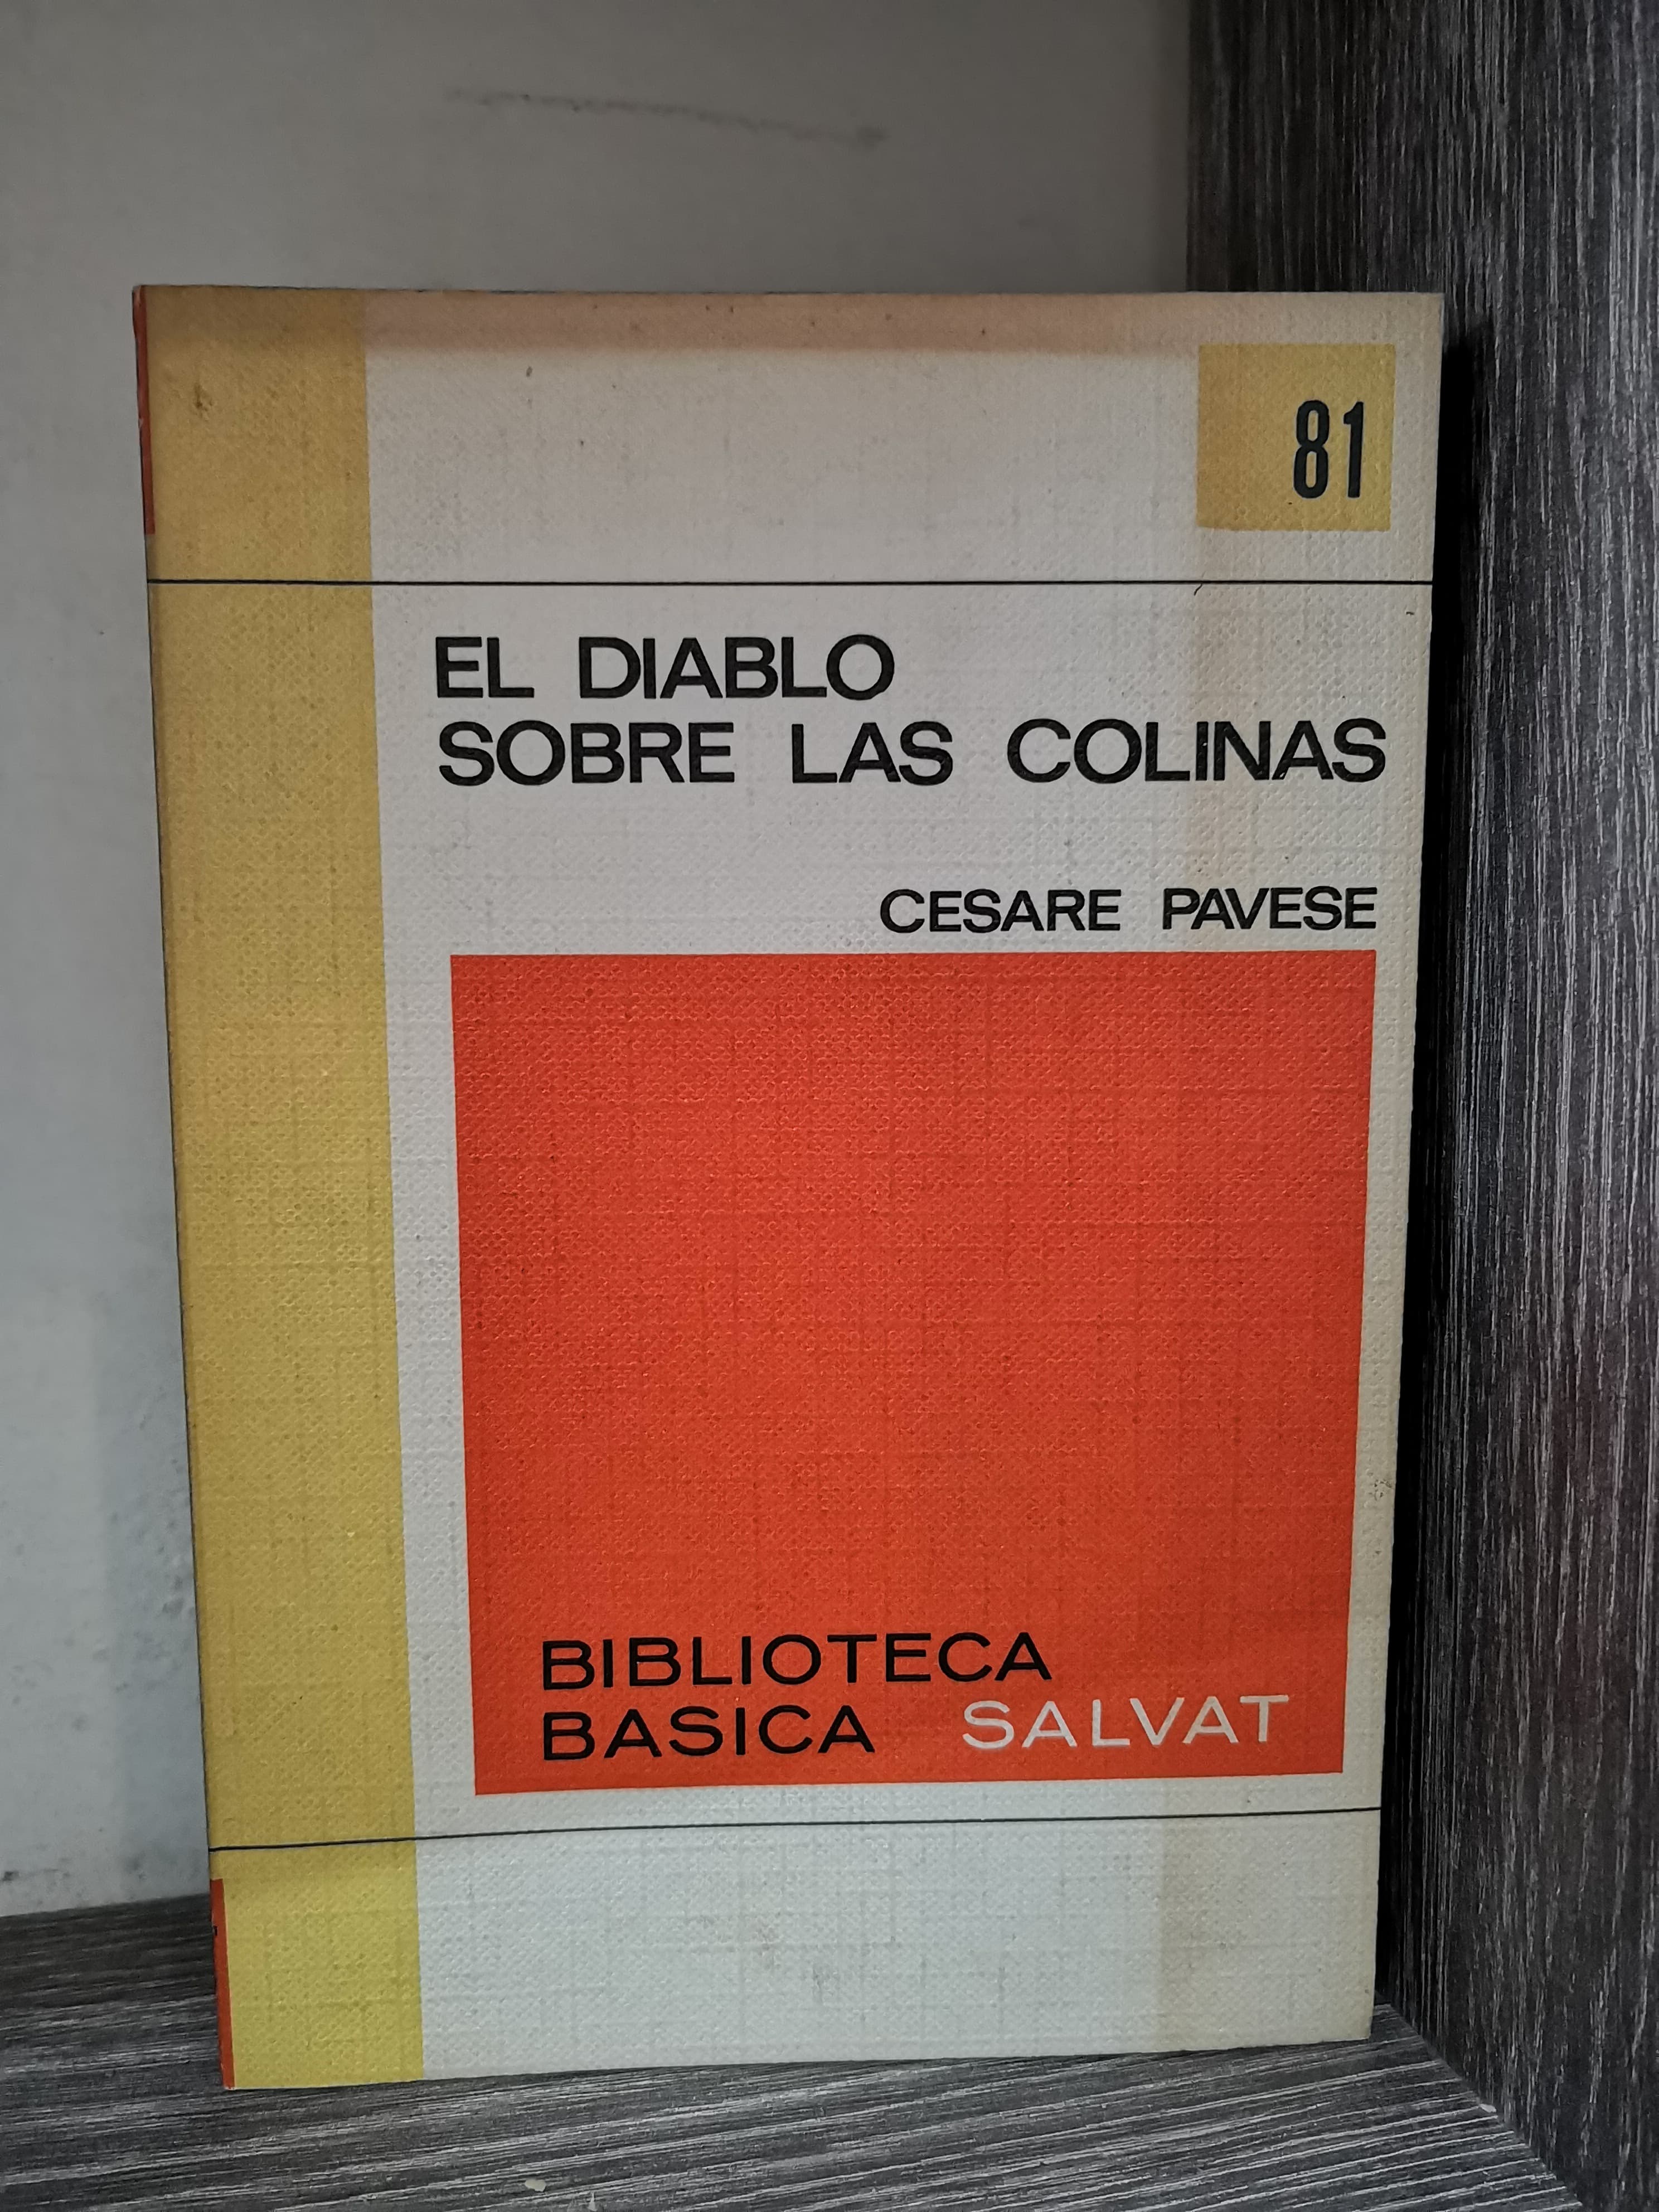 81
EL DIABLO
SOBRE LAS COLINAS
CESARE PAVESE
BIBLIOTECA
BASICA SALVAT